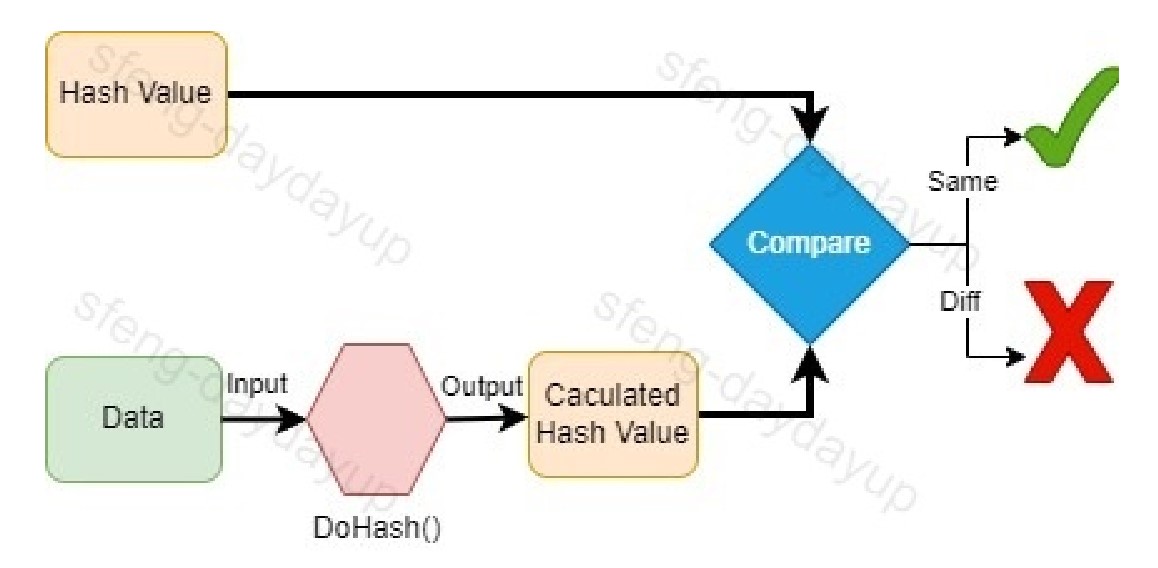 Hash Value
Same
Compare
Diff
Data
Input
DoHash()
Output
Caculated
Hash Value
sfeng-daydayup
sfeng-daydayup
sfeng-daydayup
sfeng-daydayup